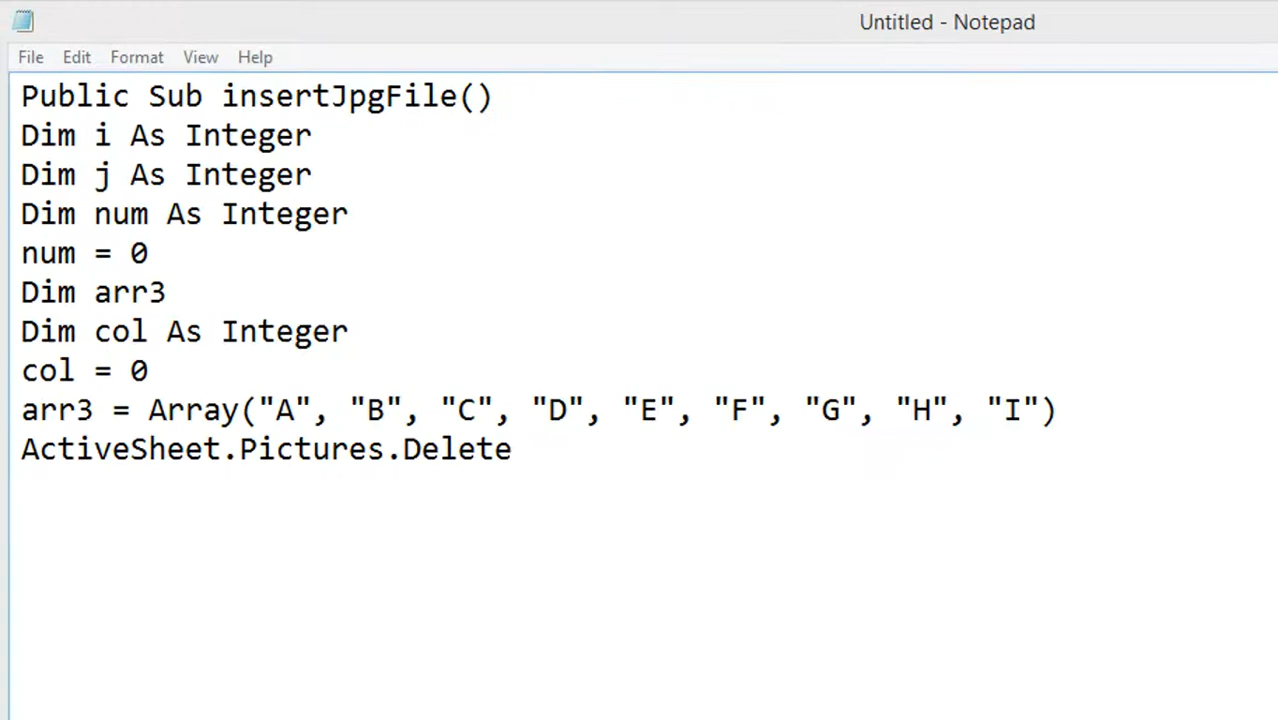 Untitled - Notepad
File Edit Format View Help
Public Sub insertJpgFile()
Dim i As Integer
Dim j As Integer
Dim num As Integer
num = 0
Dim arr3
Dim col As Integer
col = 0
arr3 = Array("A", "B", "C", "D", "E", "F", "G", "H", "I")
ActiveSheet.Pictures.Delete